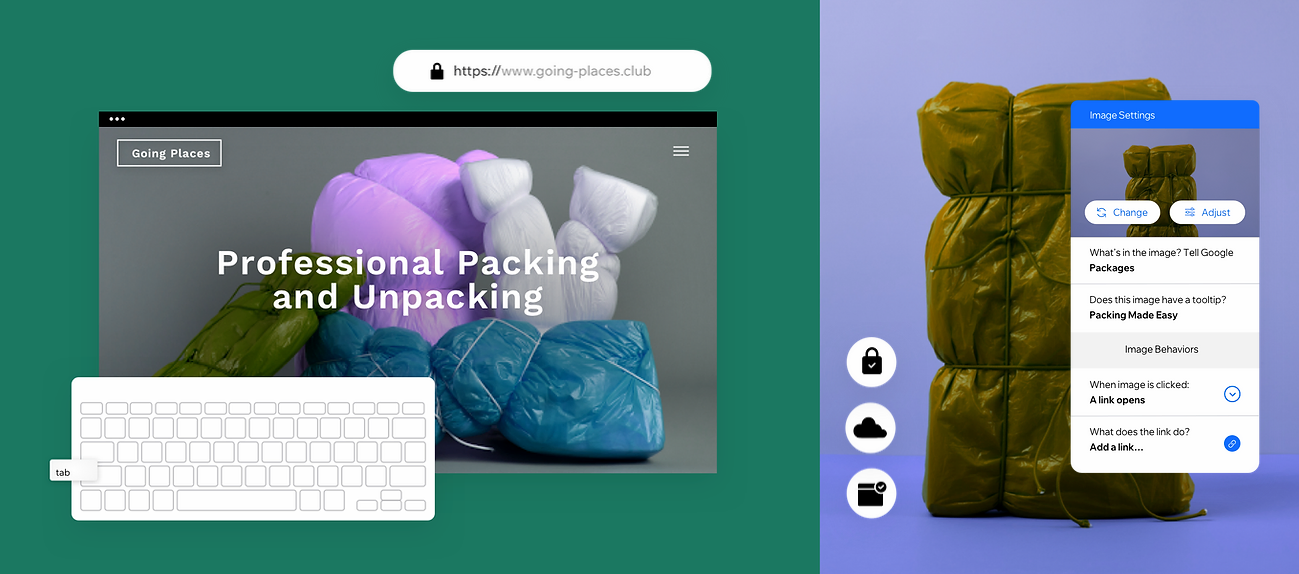 https://www.going-places.club
Going Places
Professional Packing
and Unpacking
tab
Image Settings
Change
Adjust
What's in the image? Tell Google
Packages
Does this image have a tooltip?
Packing Made Easy
Image Behaviors
When image is clicked:
A link opens
What does the link do?
Add a link...